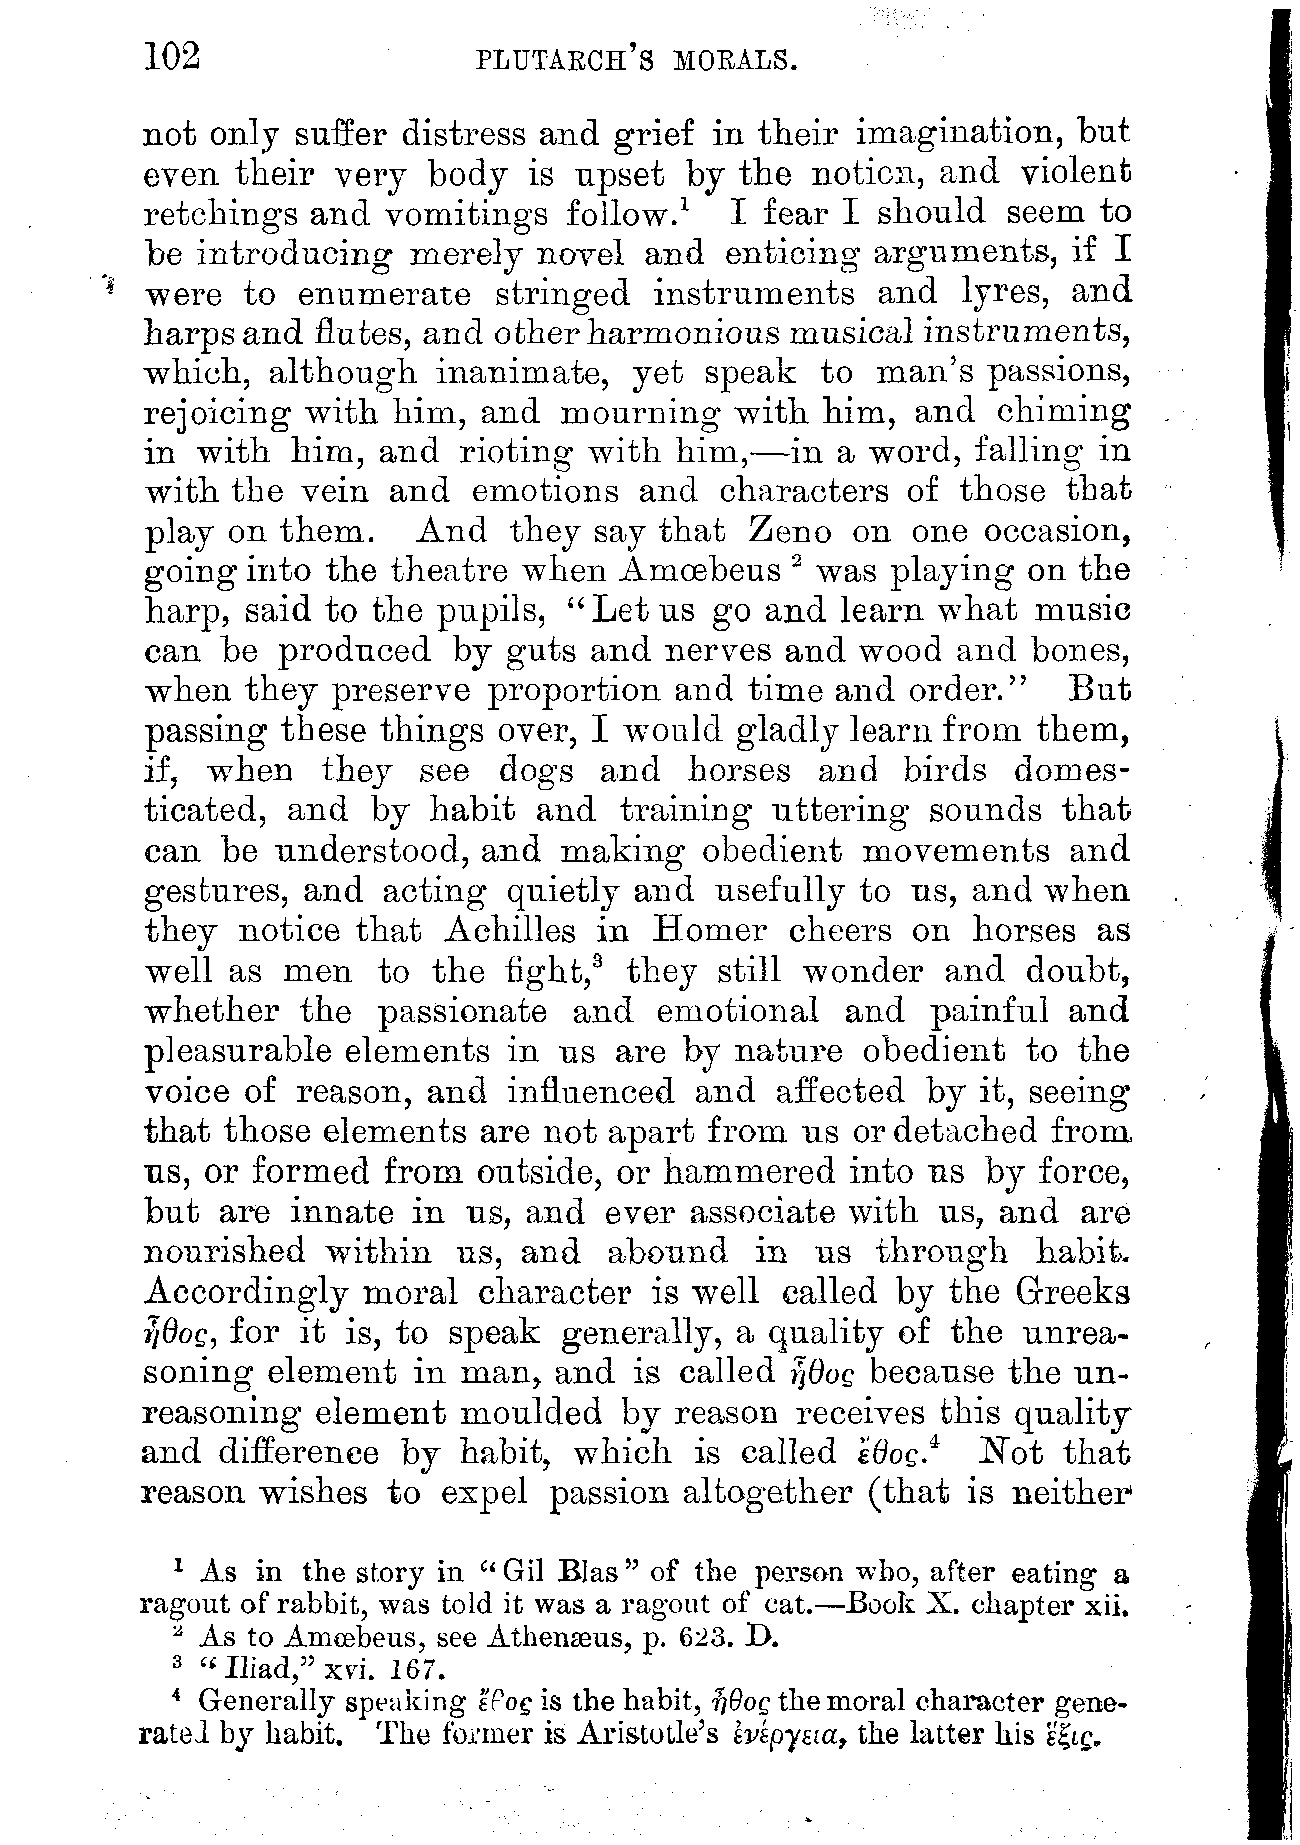 102 PLUTARCH'S MORALS.
not only suffer distress and grief in their imagination, but
even their very body is upset by the notion, and violent
retchings and vomitings follow.¹ I fear I should seem to
be introducing merely novel and enticing arguments, if I
were to enumerate stringed instruments and lyres, and
harps and flutes, and other harmonious musical instruments,
which, although inanimate, yet speak to man's passions,
rejoicing with him, and mourning with him, and chiming
in with him, and rioting with him,—in a word, falling in
with the vein and emotions and characters of those that
play on them. And they say that Zeno on one occasion,
going into the theatre when Amœbeus ² was playing on the
harp, said to the pupils, “Let us go and learn what music
can be produced by guts and nerves and wood and bones,
when they preserve proportion and time and order.” But
passing these things over, I would gladly learn from them,
if, when they see dogs and horses and birds domes-
ticated, and by habit and training uttering sounds that
can be understood, and making obedient movements and
gestures, and acting quietly and usefully to us, and when
they notice that Achilles in Homer cheers on horses as
well as men to the fight,³ they still wonder and doubt,
whether the passionate and emotional and painful and
pleasurable elements in us are by nature obedient to the
voice of reason, and influenced and affected by it, seeing
that those elements are not apart from us or detached from
us, or formed from outside, or hammered into us by force,
but are innate in us, and ever associate with us, and are
nourished within us, and abound in us through habit.
Accordingly moral character is well called by the Greeks
ἦθος, for it is, to speak generally, a quality of the unrea-
soning element in man, and is called ἦθος because the un-
reasoning element moulded by reason receives this quality
and difference by habit, which is called ἔθος.⁴ Not that
reason wishes to expel passion altogether (that is neither
¹ As in the story in “Gil Blas” of the person who, after eating a
ragout of rabbit, was told it was a ragout of cat.—Book X. chapter xii.
² As to Amœbeus, see Athenæus, p. 623. D.
³ “Iliad,” xvi. 167.
⁴ Generally speaking ἔθος is the habit, ἦθος the moral character gene-
rated by habit. The former is Aristotle's ἐνέργεια, the latter his ἕξις.